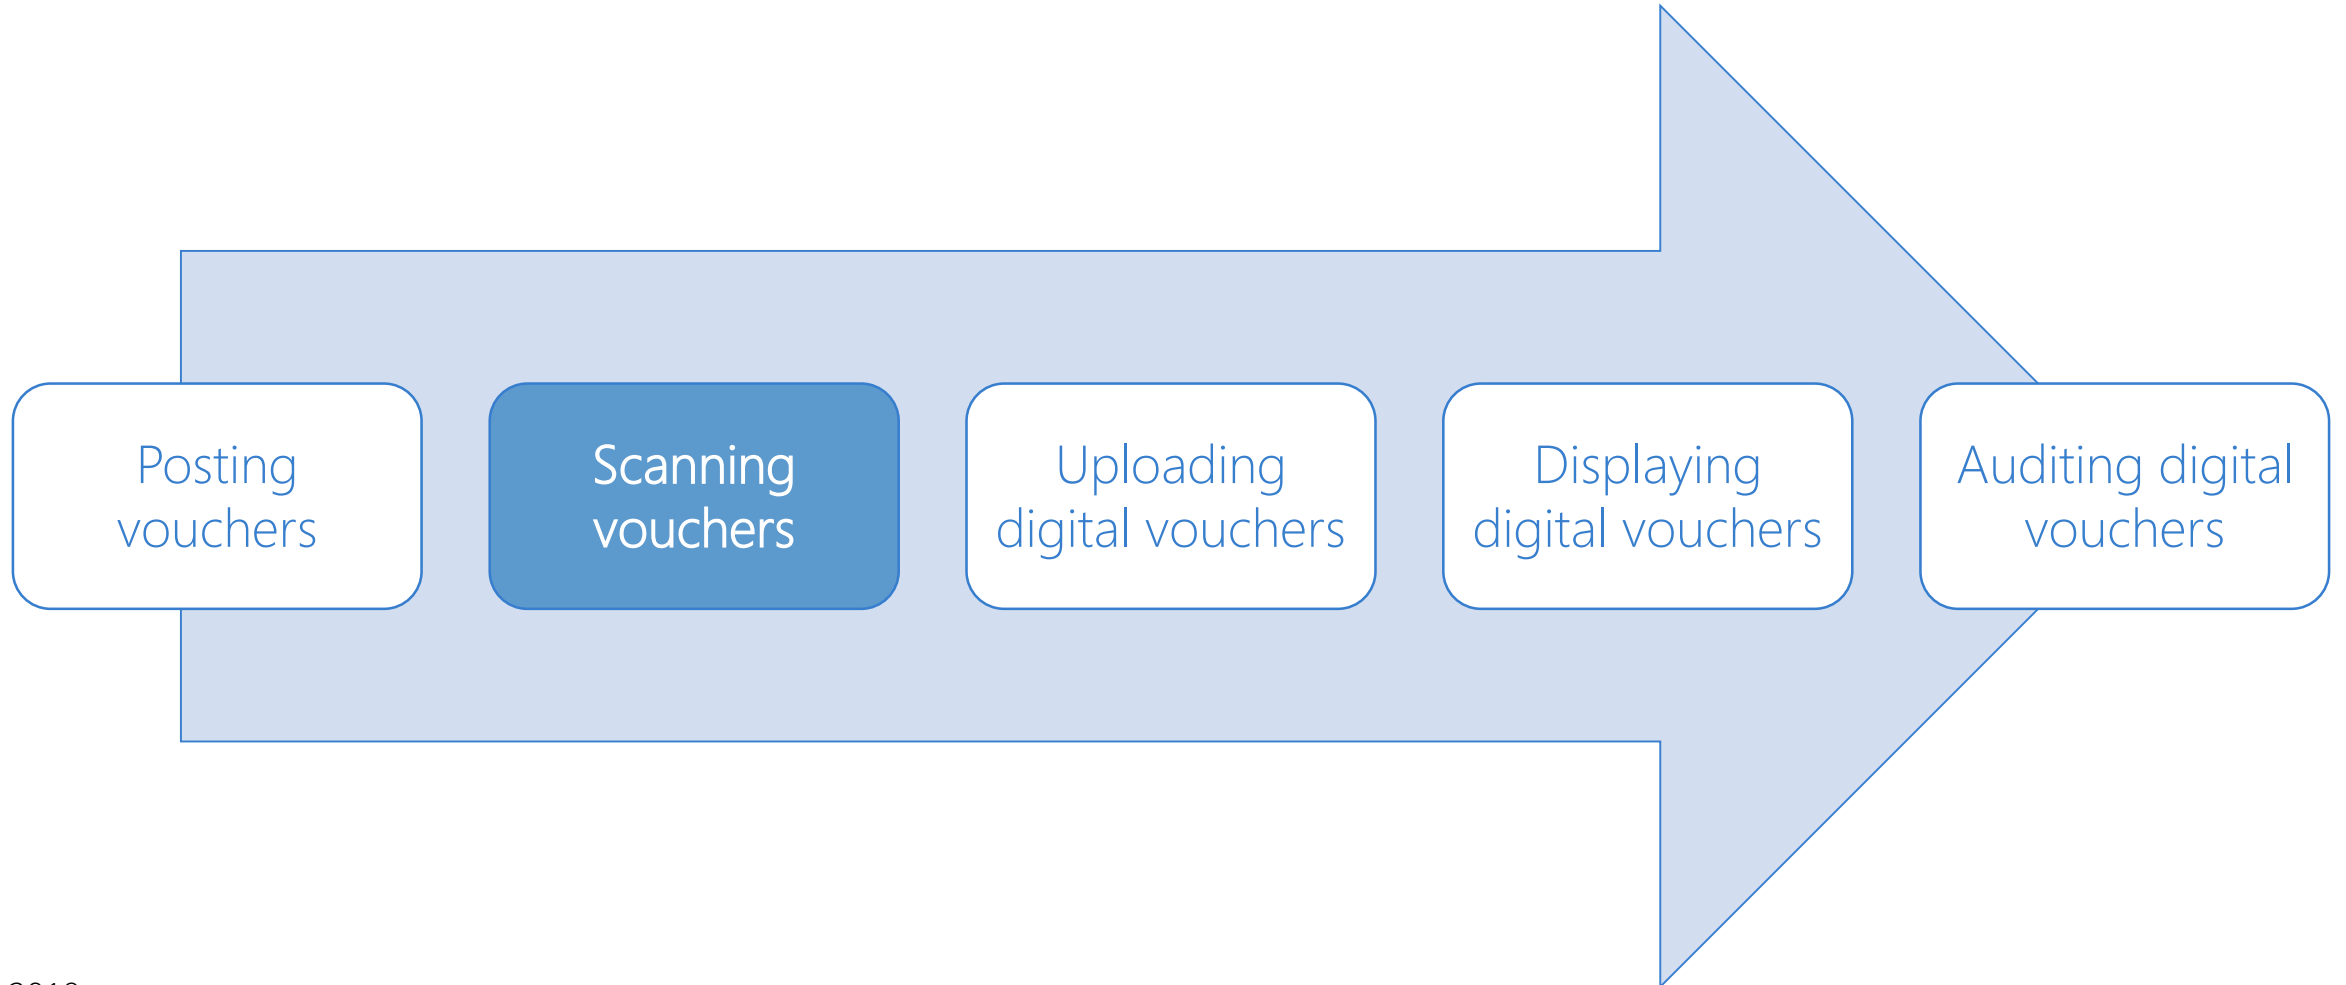 Posting
vouchers
Scanning
vouchers
Uploading
digital vouchers
Displaying
digital vouchers
Auditing digital
vouchers